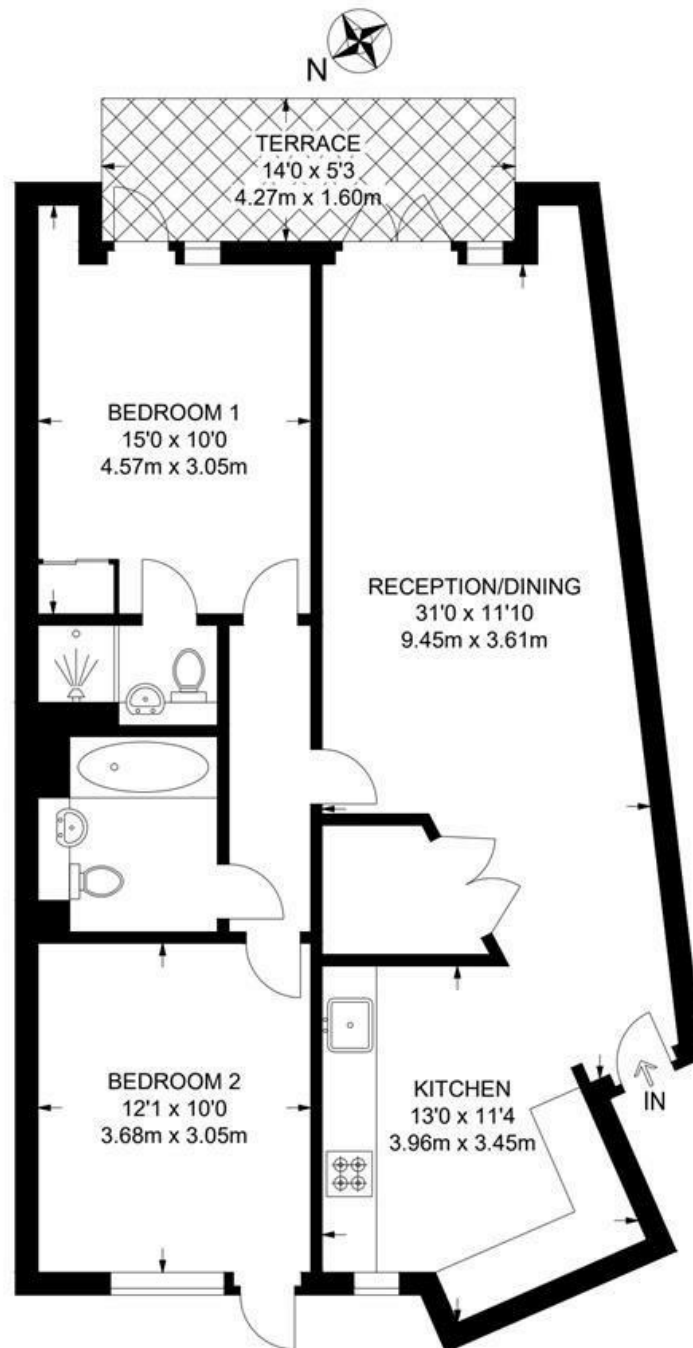 N
TERRACE
14'0 x 5'3
4.27m x 1.60m
BEDROOM 1
15'0 x 10'0
4.57m x 3.05m
RECEPTION/DINING
31'0 x 11'10
9.45m x 3.61m
BEDROOM 2
12'1 x 10'0
3.68m x 3.05m
KITCHEN
13'0 x 11'4
3.96m x 3.45m
IN